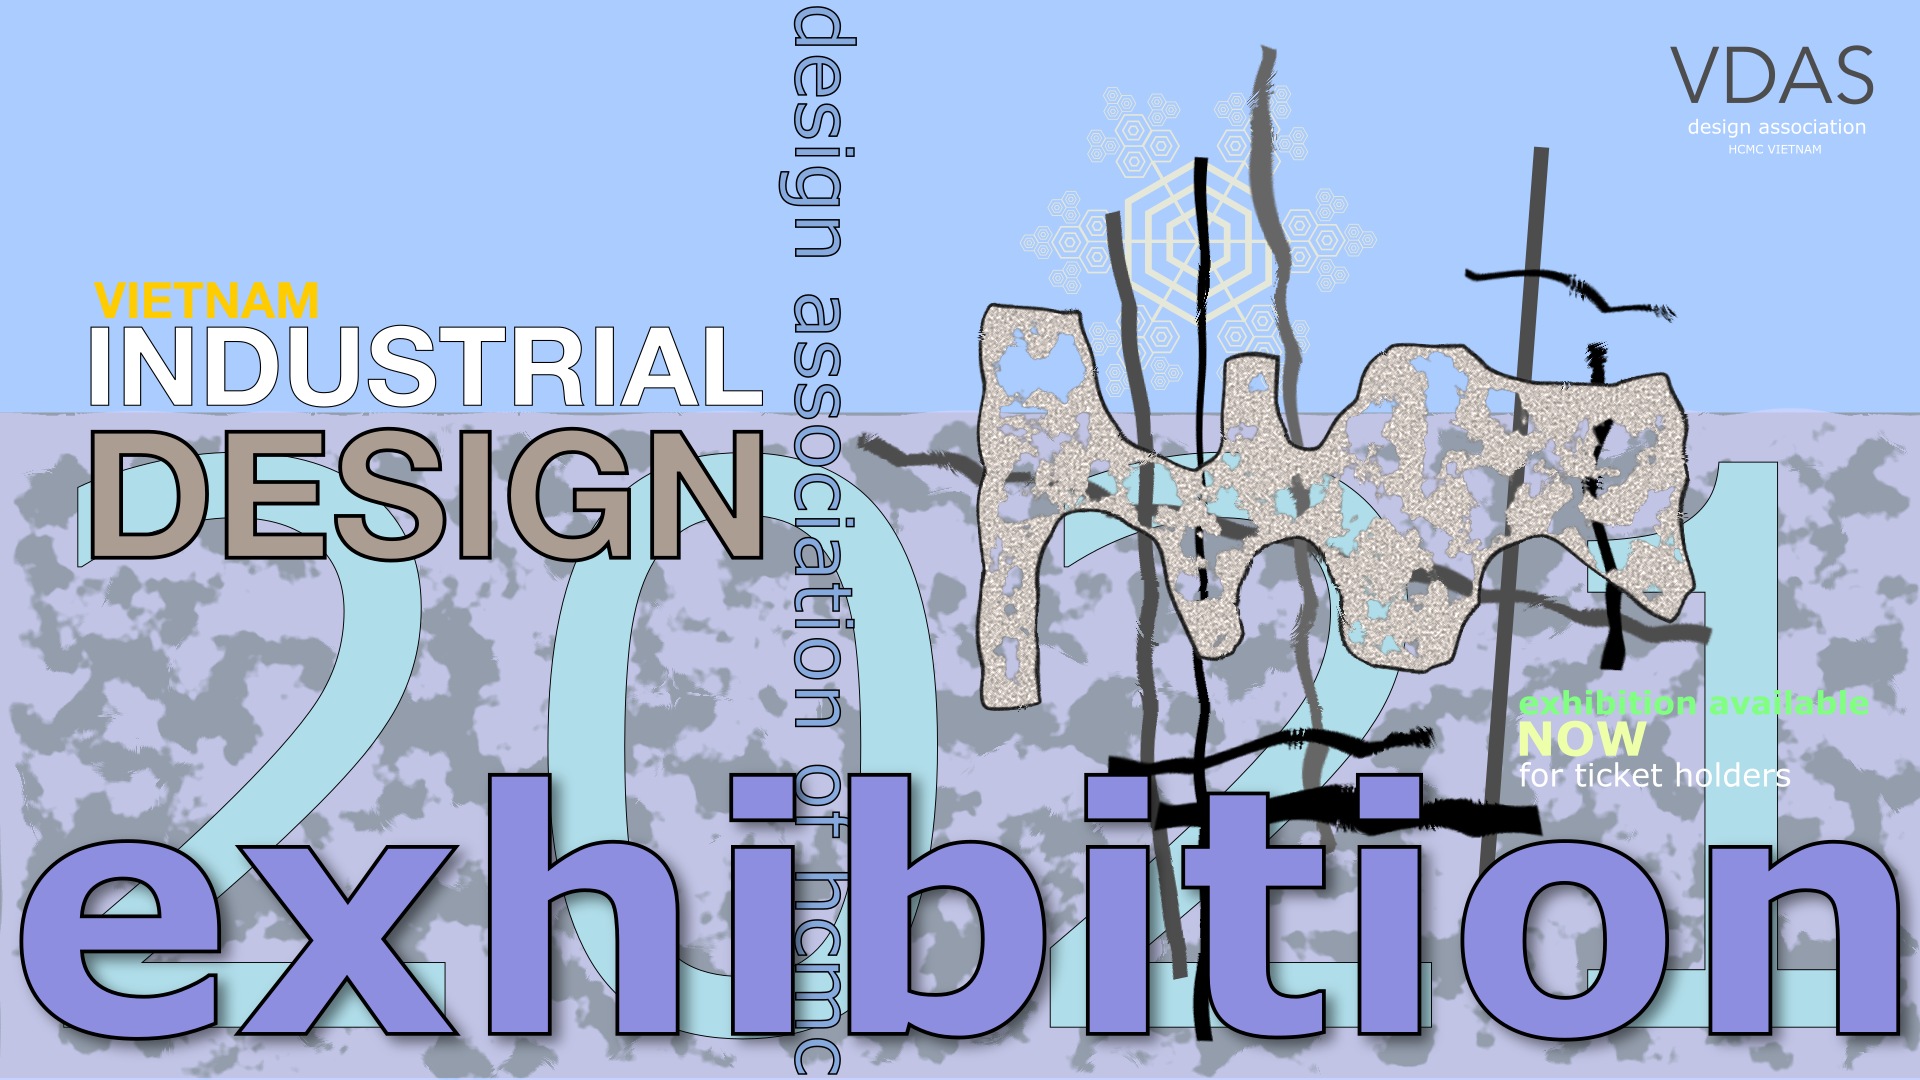 VDAS
design association
HCMC VIETNAM
VIETNAM
INDUSTRIAL
DESIGN
design association of hcmc
2021
exhibition available
NOW
for ticket holders
exhibition